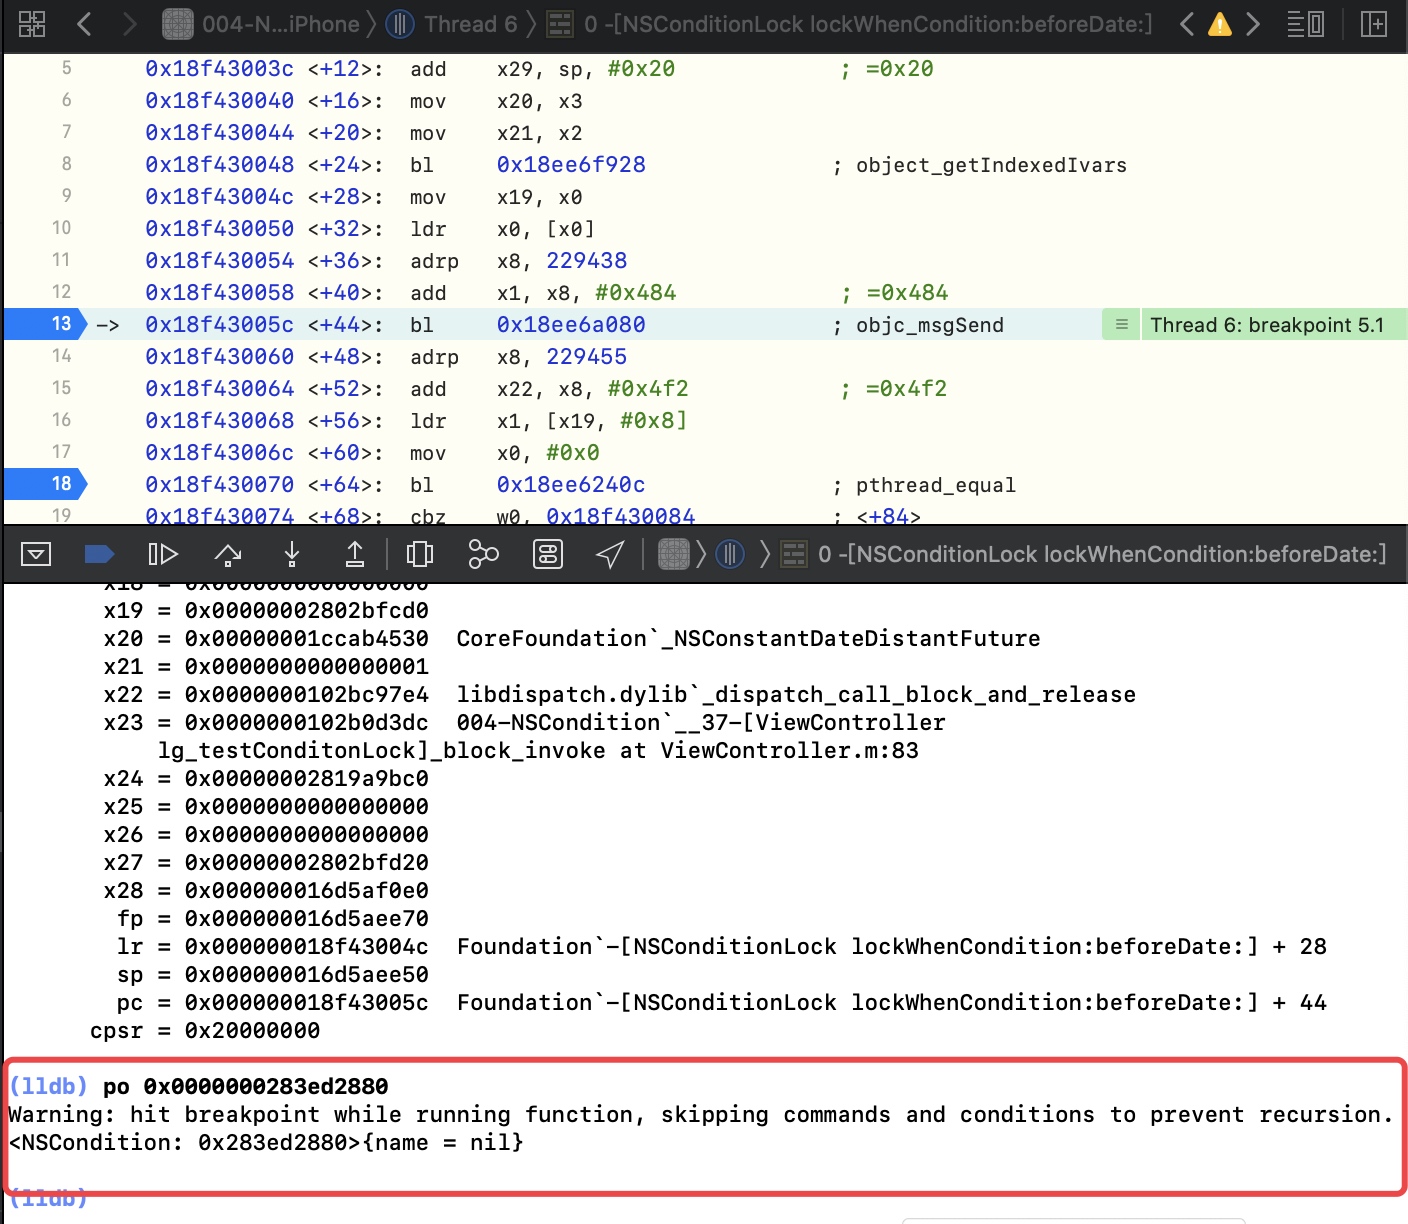 004-N...iPhone Thread 6 0 -[NSConditionLock lockWhenCondition:beforeDate:]
5 0x18f43003c <+12>: add x29, sp, #0x20 ; =0x20
6 0x18f430040 <+16>: mov x20, x3
7 0x18f430044 <+20>: mov x21, x2
8 0x18f430048 <+24>: bl 0x18ee6f928 ; object_getIndexedIvars
9 0x18f43004c <+28>: mov x19, x0
10 0x18f430050 <+32>: ldr x0, [x0]
11 0x18f430054 <+36>: adrp x8, 229438
12 0x18f430058 <+40>: add x1, x8, #0x484 ; =0x484
13 -> 0x18f43005c <+44>: bl 0x18ee6a080 ; objc_msgSend Thread 6: breakpoint 5.1
14 0x18f430060 <+48>: adrp x8, 229455
15 0x18f430064 <+52>: add x22, x8, #0x4f2 ; =0x4f2
16 0x18f430068 <+56>: ldr x1, [x19, #0x8]
17 0x18f43006c <+60>: mov x0, #0x0
18 0x18f430070 <+64>: bl 0x18ee6240c ; pthread_equal
19 0x18f430074 <+68>: cbz w0, 0x18f430084 ; <+84>
0 -[NSConditionLock lockWhenCondition:beforeDate:]
x18 = 0x0000000000000000
x19 = 0x00000002802bfcd0
x20 = 0x00000001ccab4530 CoreFoundation`_NSConstantDateDistantFuture
x21 = 0x0000000000000001
x22 = 0x0000000102bc97e4 libdispatch.dylib`_dispatch_call_block_and_release
x23 = 0x0000000102b0d3dc 004-NSCondition`__37-[ViewController
lg_testConditonLock]_block_invoke at ViewController.m:83
x24 = 0x00000002819a9bc0
x25 = 0x0000000000000000
x26 = 0x0000000000000000
x27 = 0x00000002802bfd20
x28 = 0x000000016d5af0e0
fp = 0x000000016d5aee70
lr = 0x000000018f43004c Foundation`-[NSConditionLock lockWhenCondition:beforeDate:] + 28
sp = 0x000000016d5aee50
pc = 0x000000018f43005c Foundation`-[NSConditionLock lockWhenCondition:beforeDate:] + 44
cpsr = 0x20000000
(lldb) po 0x0000000283ed2880
Warning: hit breakpoint while running function, skipping commands and conditions to prevent recursion.
<NSCondition: 0x283ed2880>{name = nil}
(lldb)